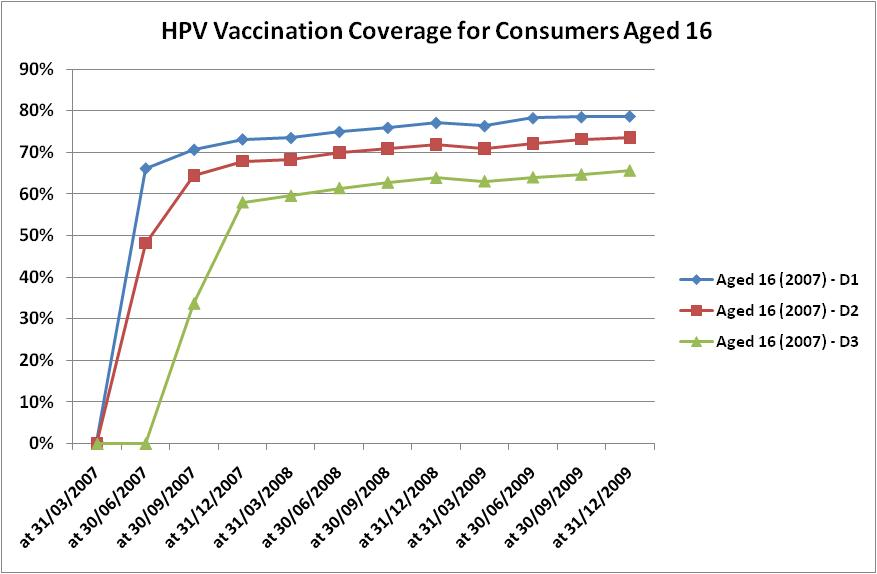 HPV Vaccination Coverage for Consumers Aged 16
90%
80%
70%
60%
50%
40%
30%
20%
10%
0%
at 31/03/2007
at 30/06/2007
at 30/09/2007
at 31/12/2007
at 31/03/2008
at 30/06/2008
at 30/09/2008
at 31/12/2008
at 31/03/2009
at 30/06/2009
at 30/09/2009
at 31/12/2009
Aged 16 (2007) - D1
Aged 16 (2007) - D2
Aged 16 (2007) - D3